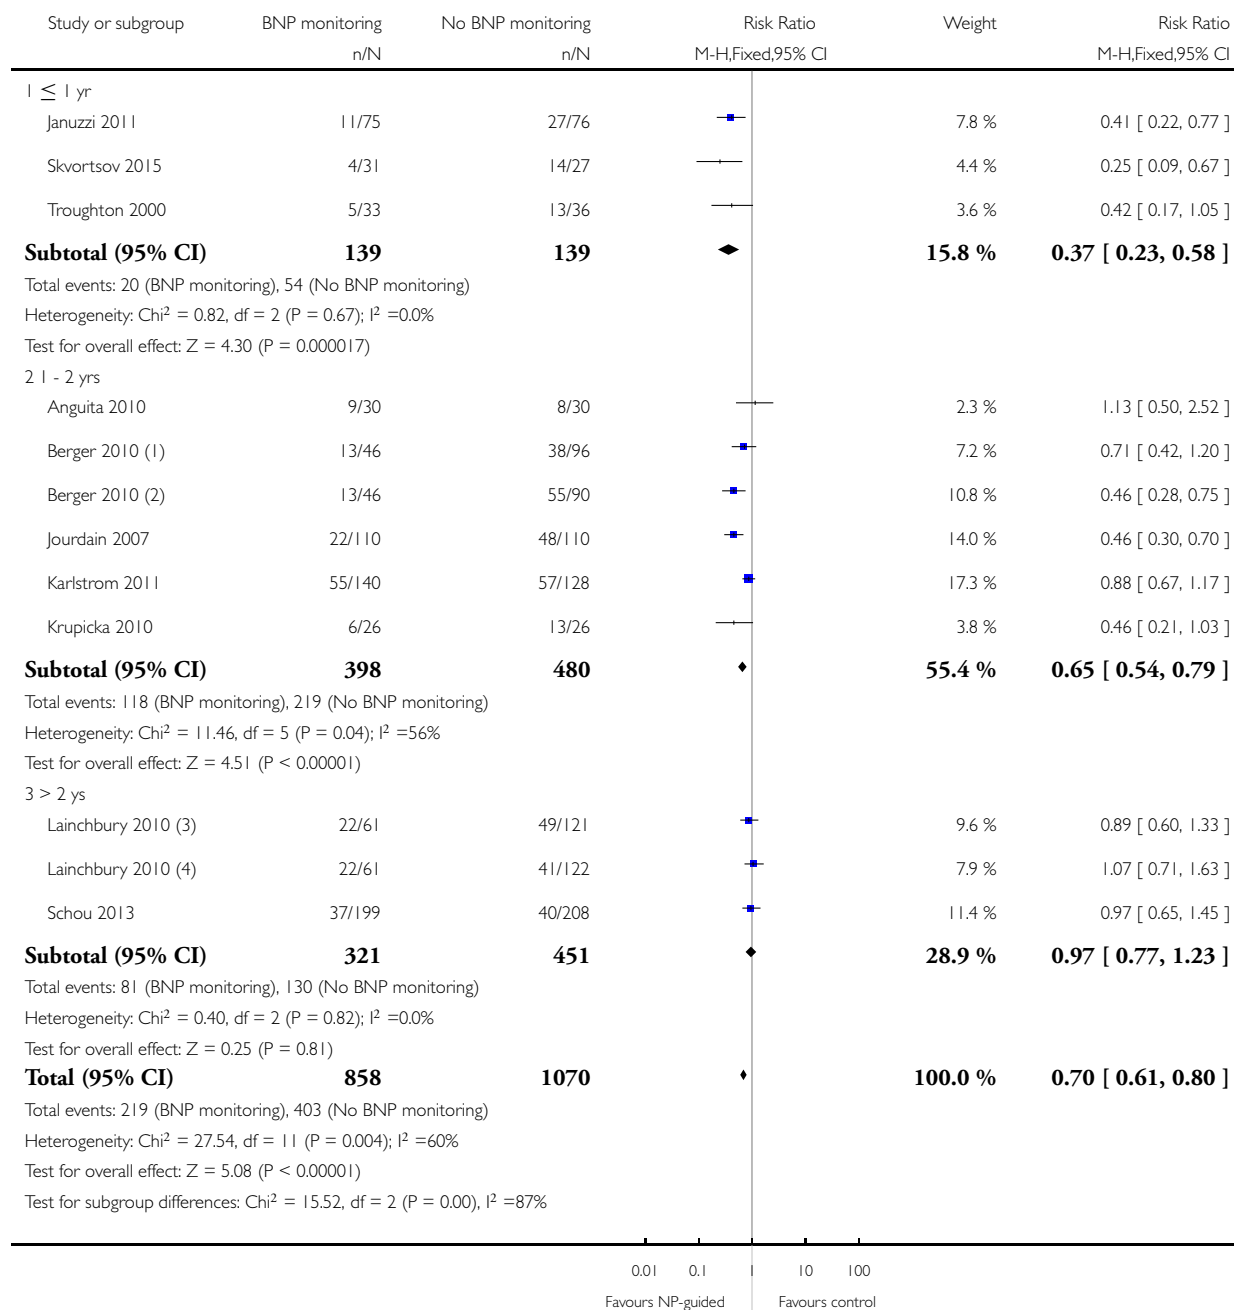 Study or subgroup BNP monitoring No BNP monitoring Risk Ratio Weight Risk Ratio
n/N n/N M-H,Fixed,95% CI M-H,Fixed,95% CI
1 ≤ 1 yr
Januzzi 2011 11/75 27/76 7.8 % 0.41 [ 0.22, 0.77 ]
Skvortsov 2015 4/31 14/27 4.4 % 0.25 [ 0.09, 0.67 ]
Troughton 2000 5/33 13/36 3.6 % 0.42 [ 0.17, 1.05 ]
Subtotal (95% CI) 139 139 15.8 % 0.37 [ 0.23, 0.58 ]
Total events: 20 (BNP monitoring), 54 (No BNP monitoring)
Heterogeneity: Chi² = 0.82, df = 2 (P = 0.67); I² =0.0%
Test for overall effect: Z = 4.30 (P = 0.000017)
2 1 - 2 yrs
Anguita 2010 9/30 8/30 2.3 % 1.13 [ 0.50, 2.52 ]
Berger 2010 (1) 13/46 38/96 7.2 % 0.71 [ 0.42, 1.20 ]
Berger 2010 (2) 13/46 55/90 10.8 % 0.46 [ 0.28, 0.75 ]
Jourdain 2007 22/110 48/110 14.0 % 0.46 [ 0.30, 0.70 ]
Karlstrom 2011 55/140 57/128 17.3 % 0.88 [ 0.67, 1.17 ]
Krupicka 2010 6/26 13/26 3.8 % 0.46 [ 0.21, 1.03 ]
Subtotal (95% CI) 398 480 55.4 % 0.65 [ 0.54, 0.79 ]
Total events: 118 (BNP monitoring), 219 (No BNP monitoring)
Heterogeneity: Chi² = 11.46, df = 5 (P = 0.04); I² =56%
Test for overall effect: Z = 4.51 (P < 0.00001)
3 > 2 ys
Lainchbury 2010 (3) 22/61 49/121 9.6 % 0.89 [ 0.60, 1.33 ]
Lainchbury 2010 (4) 22/61 41/122 7.9 % 1.07 [ 0.71, 1.63 ]
Schou 2013 37/199 40/208 11.4 % 0.97 [ 0.65, 1.45 ]
Subtotal (95% CI) 321 451 28.9 % 0.97 [ 0.77, 1.23 ]
Total events: 81 (BNP monitoring), 130 (No BNP monitoring)
Heterogeneity: Chi² = 0.40, df = 2 (P = 0.82); I² =0.0%
Test for overall effect: Z = 0.25 (P = 0.81)
Total (95% CI) 858 1070 100.0 % 0.70 [ 0.61, 0.80 ]
Total events: 219 (BNP monitoring), 403 (No BNP monitoring)
Heterogeneity: Chi² = 27.54, df = 11 (P = 0.004); I² =60%
Test for overall effect: Z = 5.08 (P < 0.00001)
Test for subgroup differences: Chi² = 15.52, df = 2 (P = 0.00), I² =87%
0.01 0.1 1 10 100
Favours NP-guided Favours control